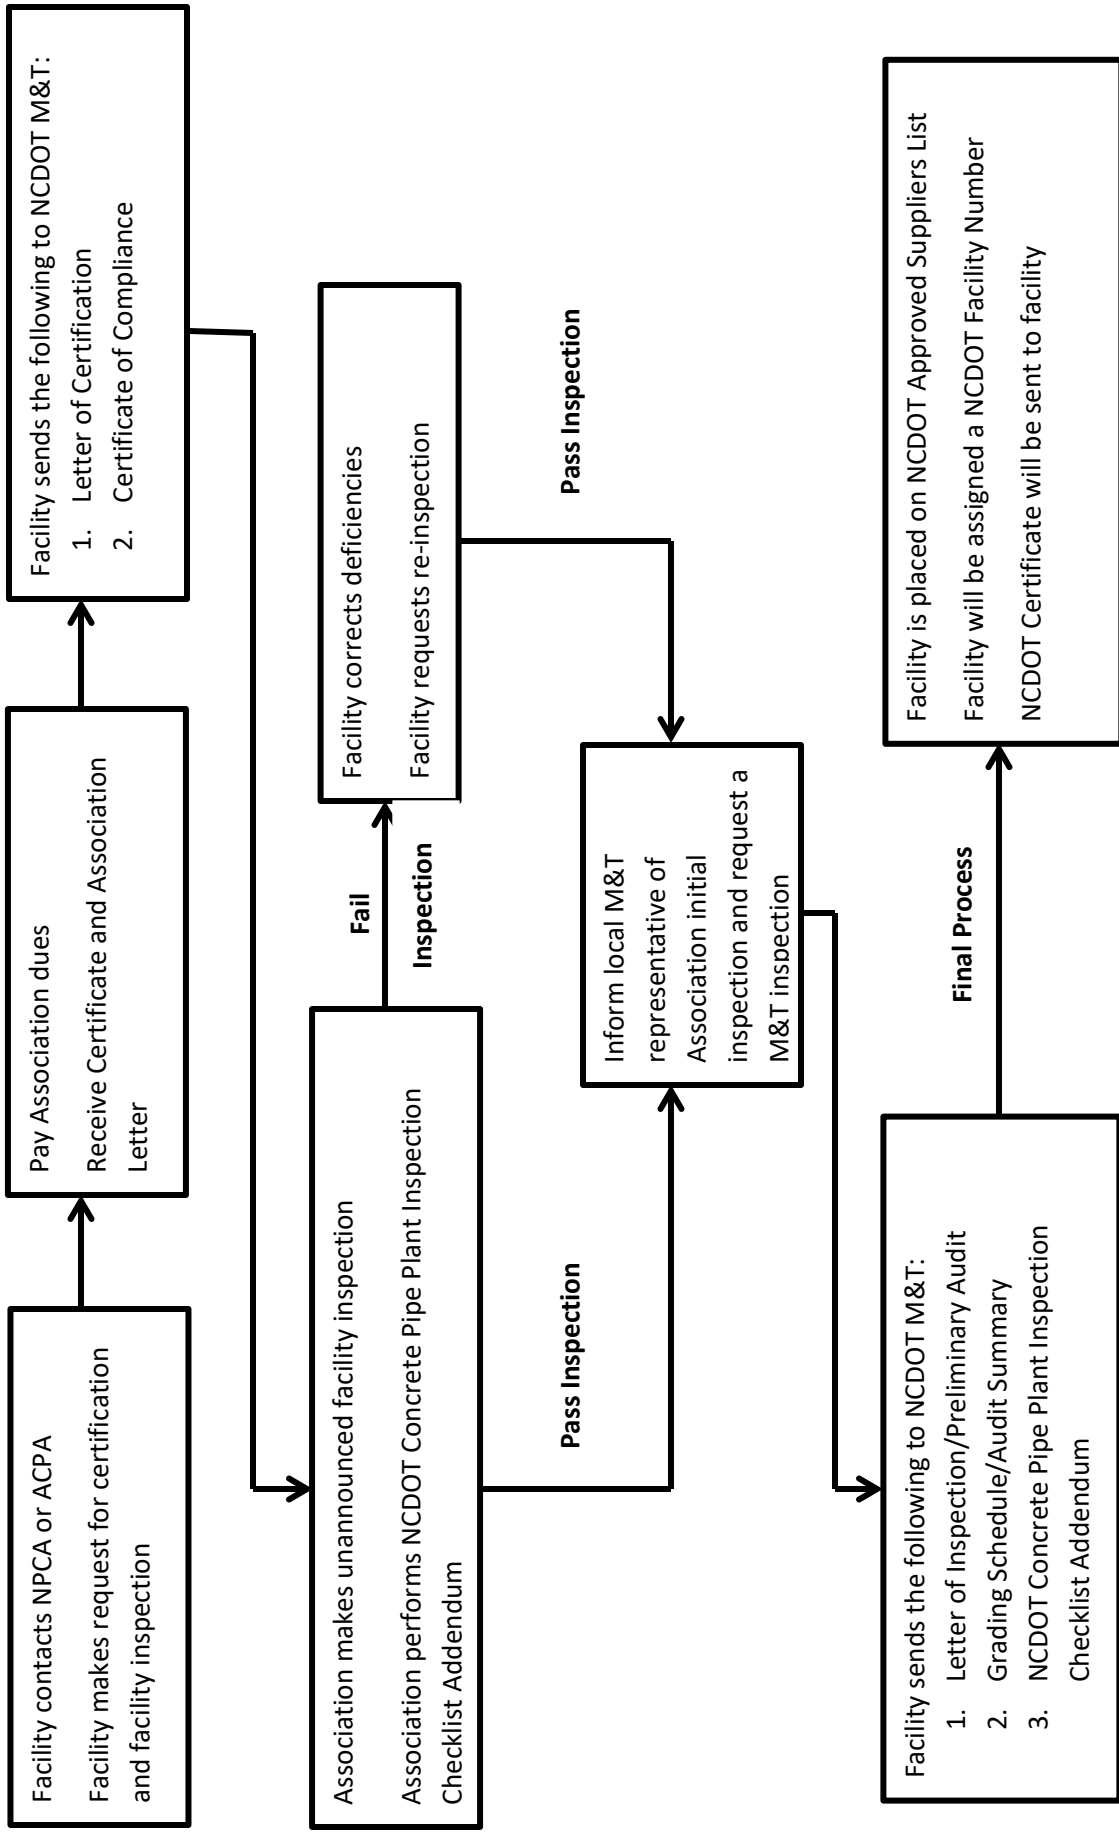 Facility contacts NPCA or ACPA
Facility makes request for certification
and facility inspection
Pay Association dues
Receive Certificate and Association
Letter
Facility sends the following to NCDOT M&T:
1. Letter of Certification
2. Certificate of Compliance
Association makes unannounced facility inspection
Association performs NCDOT Concrete Pipe Plant Inspection
Checklist Addendum
Fail
Inspection
Facility corrects deficiencies
Facility requests re-inspection
Pass Inspection
Pass Inspection
Inform local M&T
representative of
Association initial
inspection and request a
M&T inspection
Facility sends the following to NCDOT M&T:
1. Letter of Inspection/Preliminary Audit
2. Grading Schedule/Audit Summary
3. NCDOT Concrete Pipe Plant Inspection
Checklist Addendum
Final Process
Facility is placed on NCDOT Approved Suppliers List
Facility will be assigned a NCDOT Facility Number
NCDOT Certificate will be sent to facility